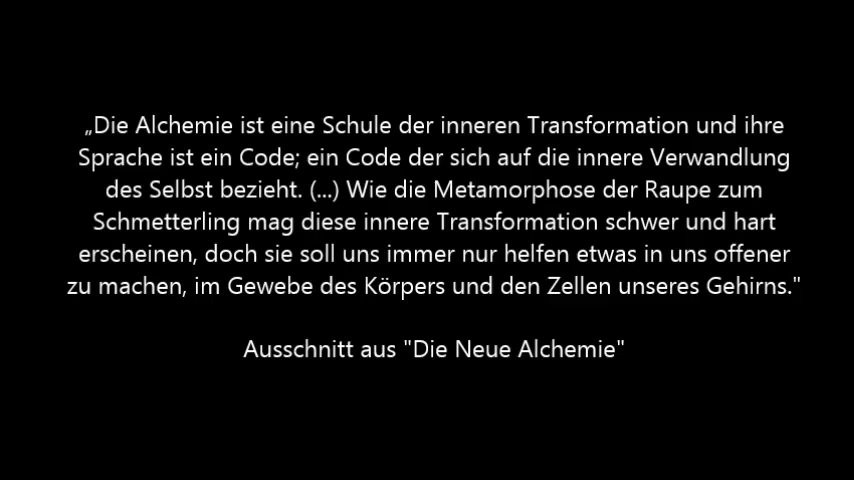 „Die Alchemie ist eine Schule der inneren Transformation und ihre
Sprache ist ein Code; ein Code der sich auf die innere Verwandlung
des Selbst bezieht. (...) Wie die Metamorphose der Raupe zum
Schmetterling mag diese innere Transformation schwer und hart
erscheinen, doch sie soll uns immer nur helfen etwas in uns offener
zu machen, im Gewebe des Körpers und den Zellen unseres Gehirns."
Ausschnitt aus "Die Neue Alchemie"